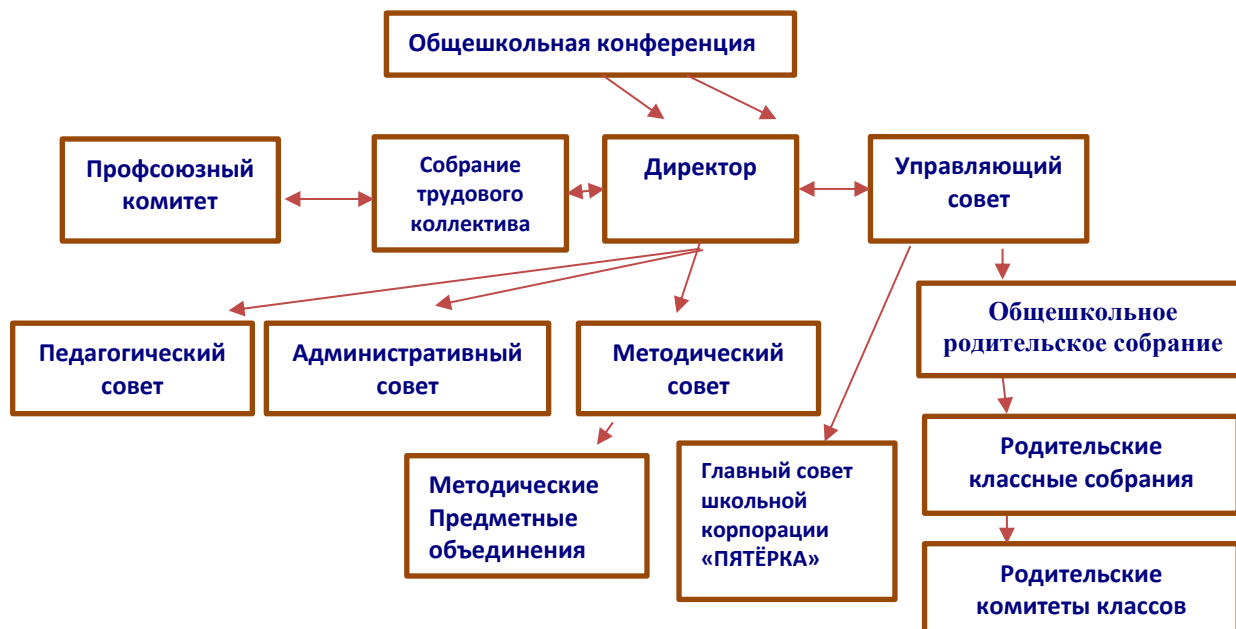 Общешкольная конференция
Профсоюзный
комитет
Собрание
трудового
коллектива
Директор
Управляющий
совет
Педагогический
совет
Административный
совет
Методический
совет
Общешкольное
родительское собрание
Методические
Предметные
объединения
Главный совет
школьной
корпорации
«ПЯТЁРКА»
Родительские
классные собрания
Родительские
комитеты классов